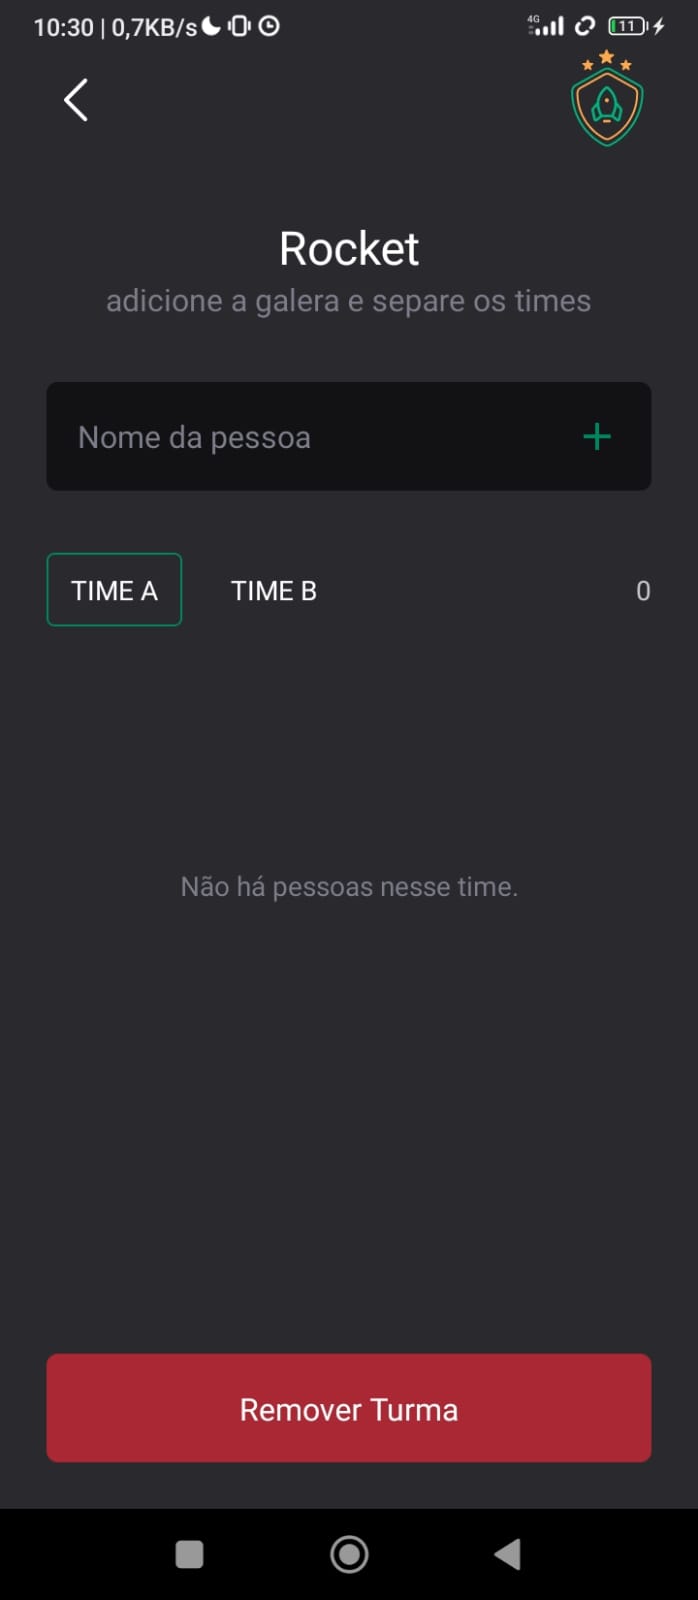 10:30 | 0,7KB/s
4G
11
Rocket
adicione a galera e separe os times
Nome da pessoa
TIME A
TIME B
0
Não há pessoas nesse time.
Remover Turma